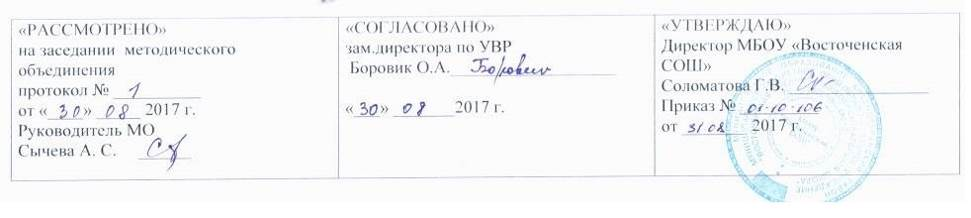 «РАССМОТРЕНО»
на заседании методического
объединения
протокол № 1
от «30» 08 2017 г.
Руководитель МО
Сычева А. С.
«СОГЛАСОВАНО»
зам.директора по УВР
Боровик О.А. Боровик
«30» 08 2017 г.
«УТВЕРЖДАЮ»
Директор МБОУ «Восточенская
СОШ»
Соломатова Г.В.
Приказ № 01-10-106
от 31 08 2017 г.